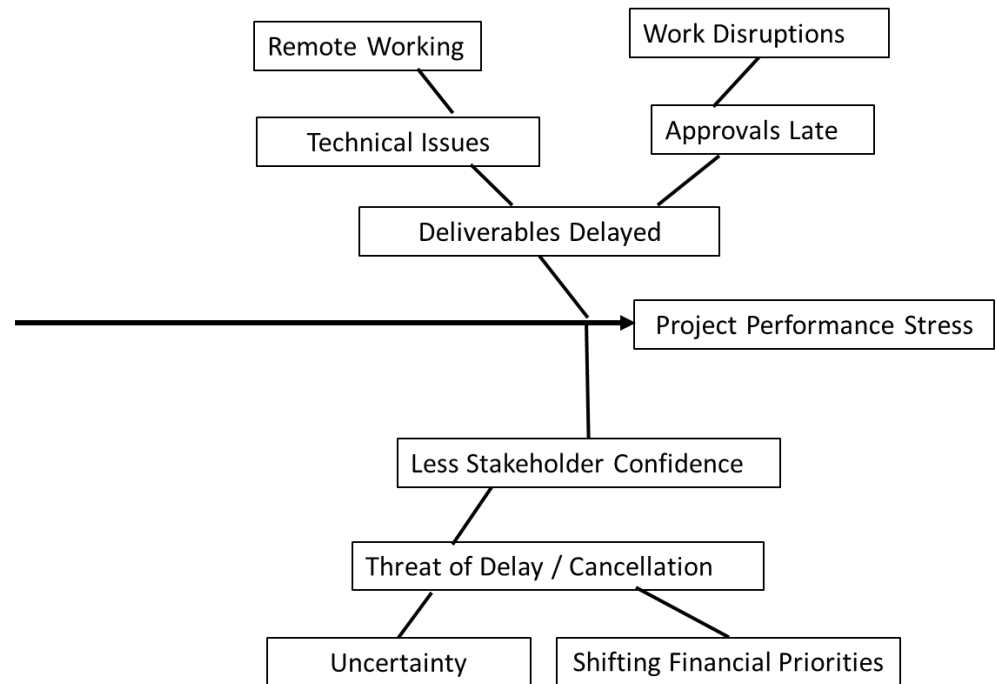 Remote Working
Work Disruptions
Technical Issues
Approvals Late
Deliverables Delayed
Project Performance Stress
Less Stakeholder Confidence
Threat of Delay / Cancellation
Uncertainty
Shifting Financial Priorities